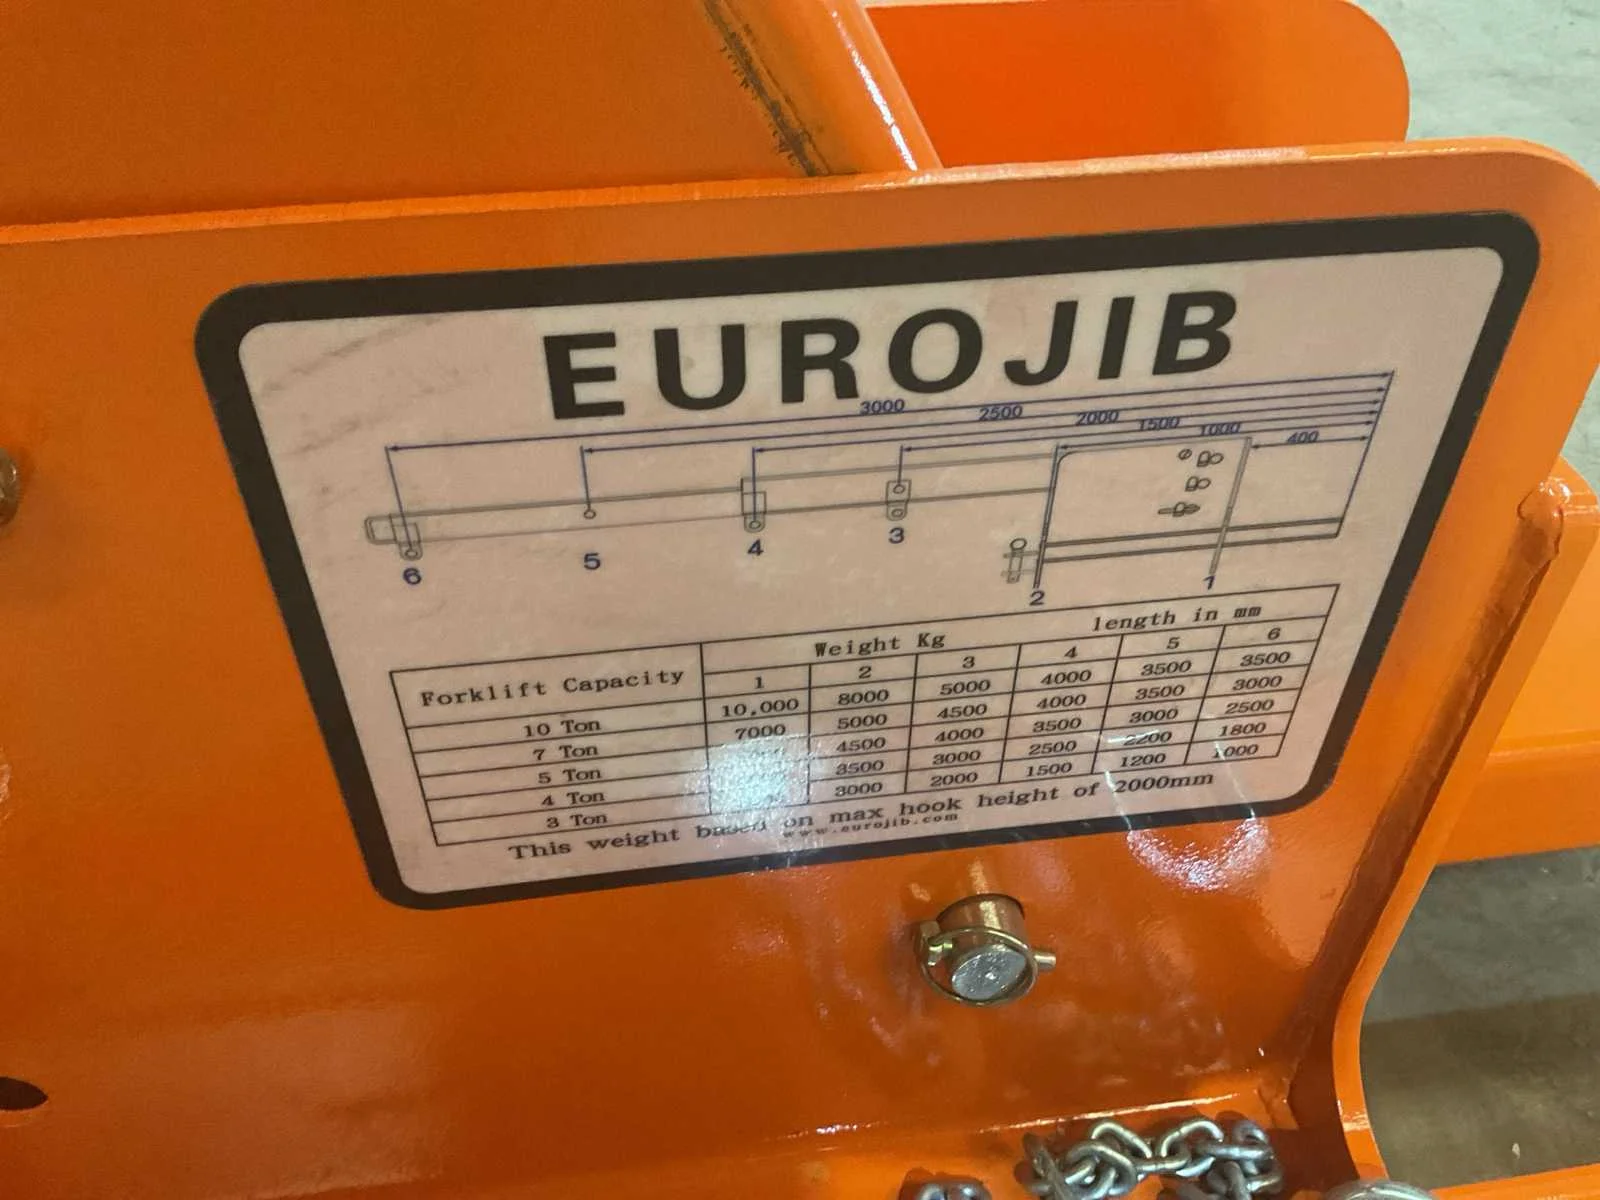 EUROJIB
3000 2500 2000 1500 1000 400
6 5 4 3 2 1
Forklift Capacity Weight Kg length in mm
1 2 3 4 5 6
10 Ton 10,000 8000 5000 4000 3500 3500
7 Ton 7000 5000 4500 4000 3500 3000
5 Ton 4500 4000 3500 3000 2500
4 Ton 3500 3000 2500 2200 1800
3 Ton 3000 2000 1500 1200 1000
This weight based on max hook height of 2000mm
www.eurojib.com